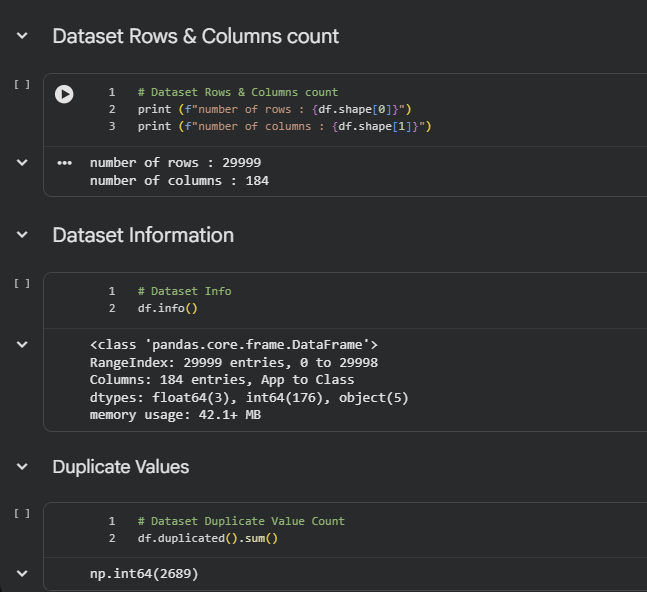 Dataset Rows & Columns count
[ ]
1 # Dataset Rows & Columns count
2 print (f"number of rows : {df.shape[0]}")
3 print (f"number of columns : {df.shape[1]}")
number of rows : 29999
number of columns : 184
Dataset Information
[ ]
1 # Dataset Info
2 df.info()
<class 'pandas.core.frame.DataFrame'>
RangeIndex: 29999 entries, 0 to 29998
Columns: 184 entries, App to Class
dtypes: float64(3), int64(176), object(5)
memory usage: 42.1+ MB
Duplicate Values
[ ]
1 # Dataset Duplicate Value Count
2 df.duplicated().sum()
np.int64(2689)